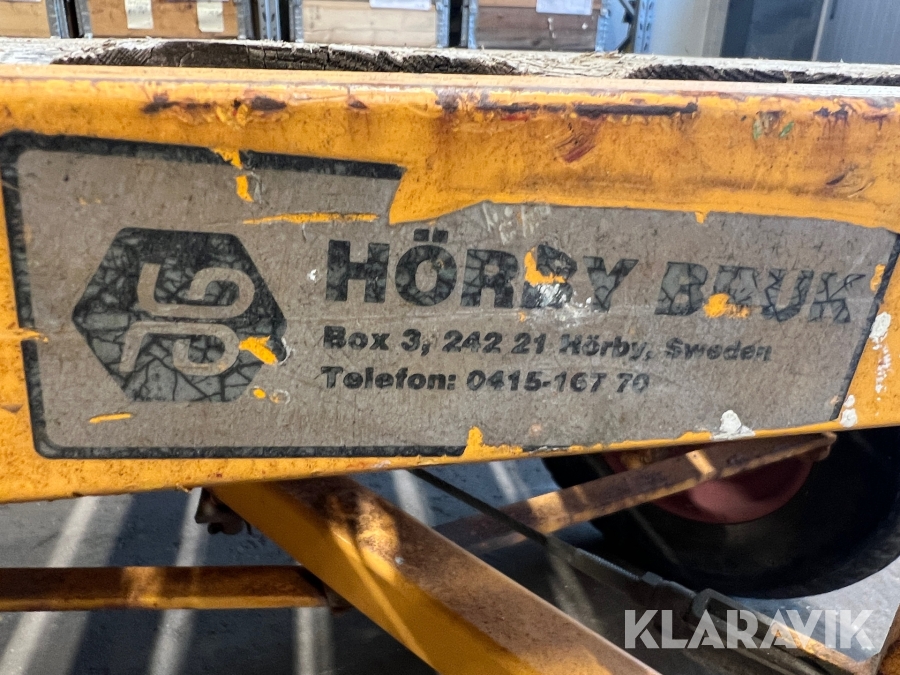 HÖRBY BRUK
Box 3, 242 21 Hörby, Sweden
Telefon: 0415-167 70
KLARAVIK